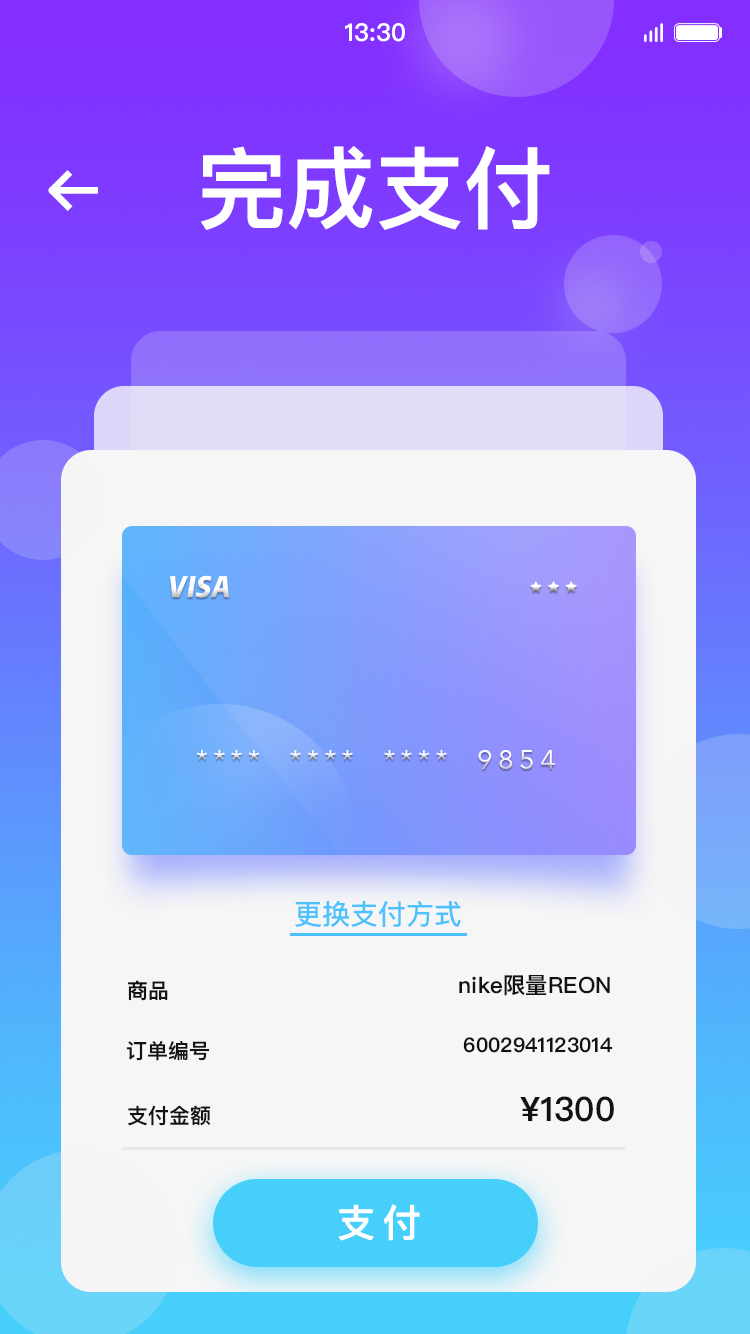 13:30
完成支付
VISA
**** **** **** 9854
更换支付方式
商品 nike限量REON
订单编号 6002941123014
支付金额 ¥1300
支付